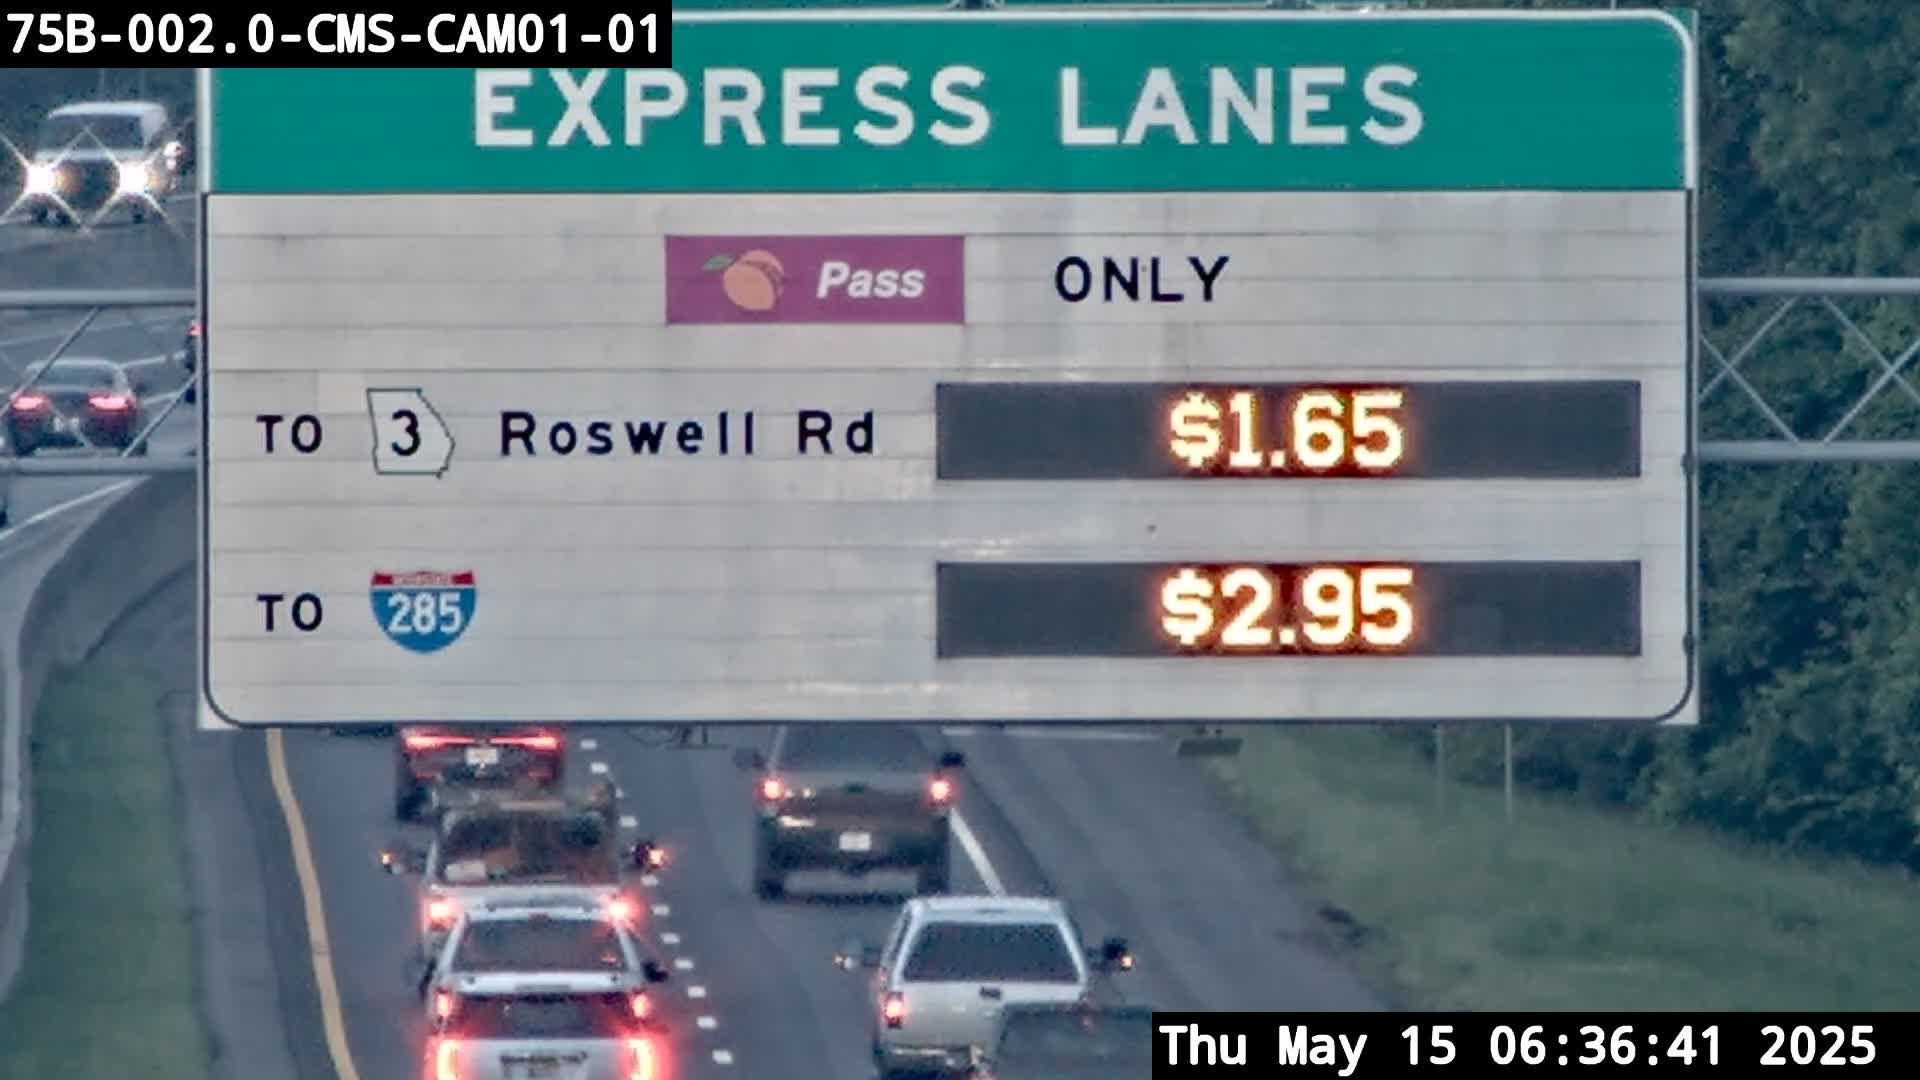 75B-002.0-CMS-CAM01-01
EXPRESS LANES
Pass ONLY
TO 3 Roswell Rd $1.65
TO 285 $2.95
Thu May 15 06:36:41 2025